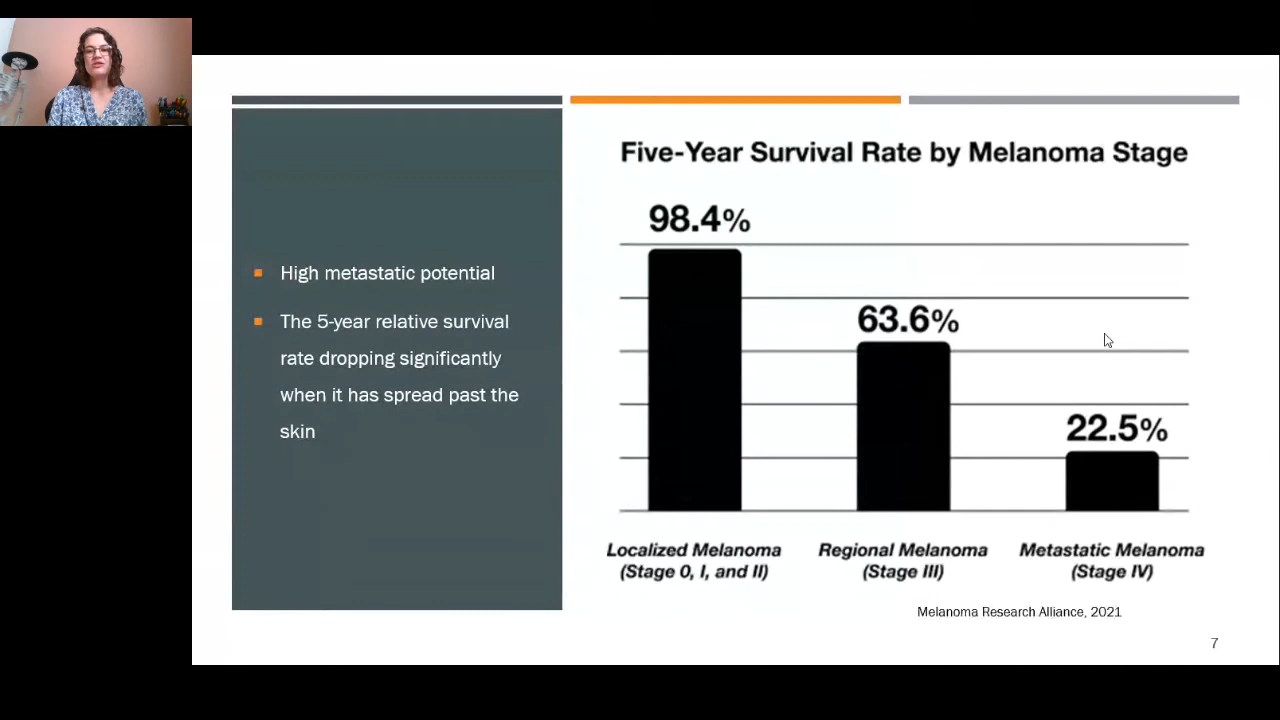 High metastatic potential
The 5-year relative survival
rate dropping significantly
when it has spread past the
skin
Five-Year Survival Rate by Melanoma Stage
98.4%
63.6%
22.5%
Localized Melanoma
(Stage 0, I, and II)
Regional Melanoma
(Stage III)
Metastatic Melanoma
(Stage IV)
Melanoma Research Alliance, 2021
7